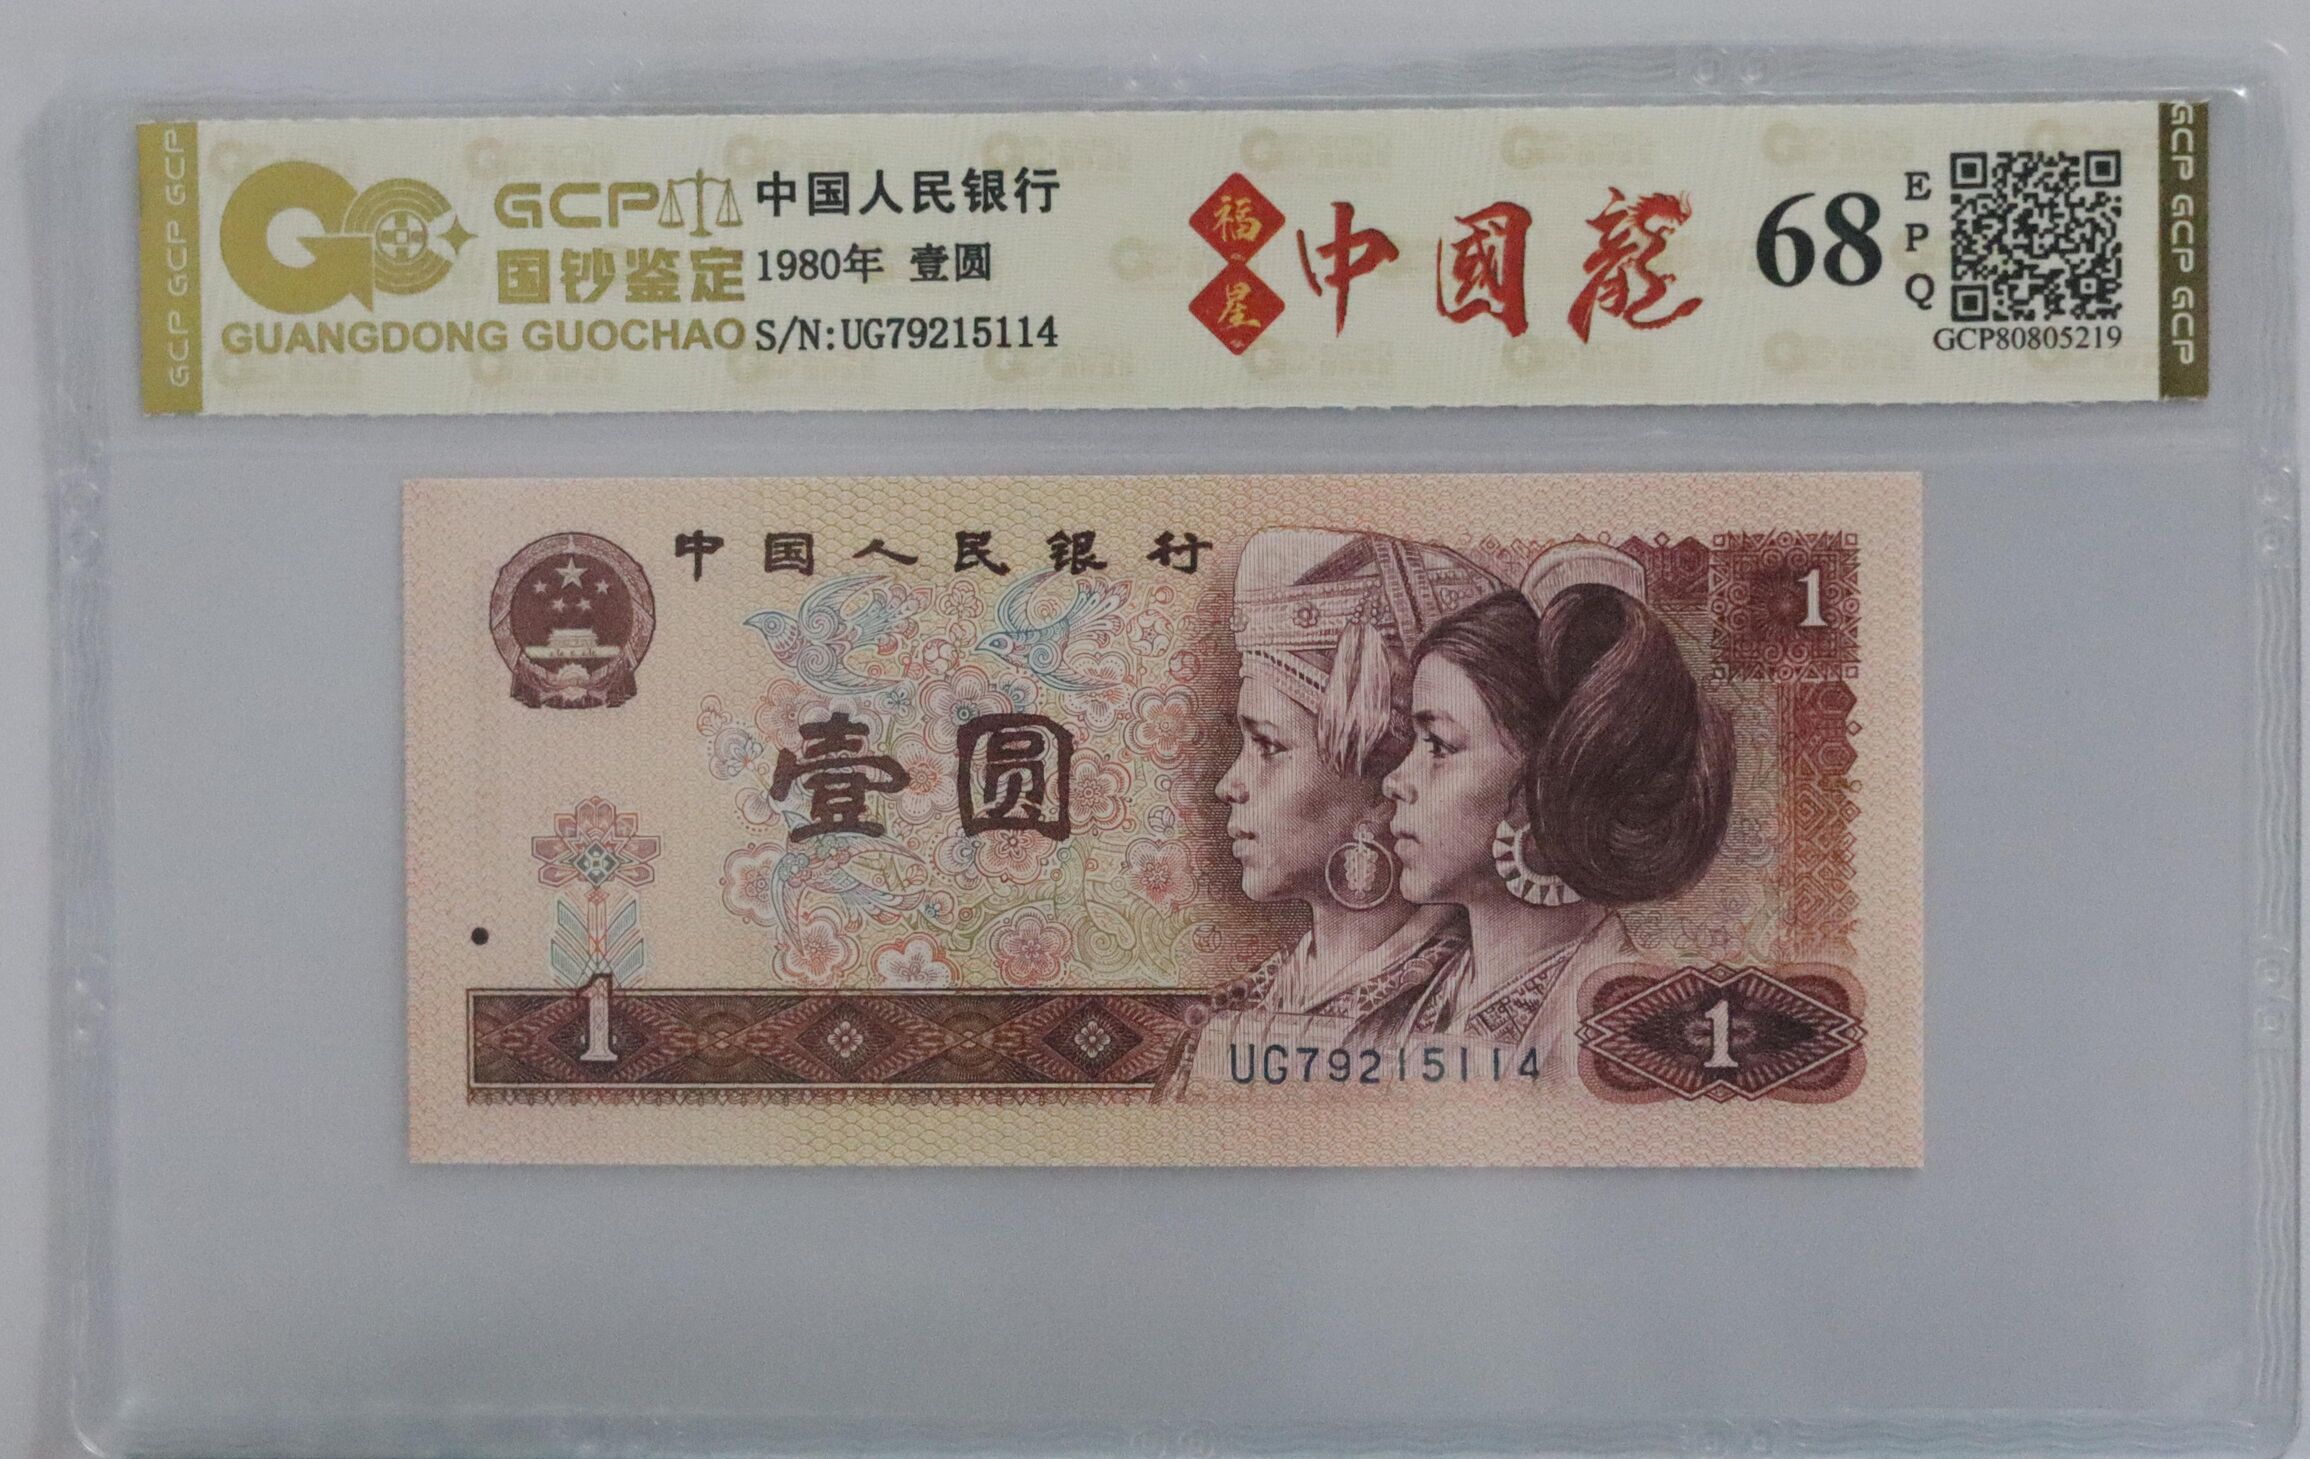 GCP GCP GCP
GCP
国钞鉴定
GUANGDONG GUOCHAO
中国人民银行
1980年 壹圆
S/N:UG79215114
福星
中國龍
68
EPQ
GCP80805219
GCP GCP GCP
中国人民银行
1
壹圆
1
UG79215114
1